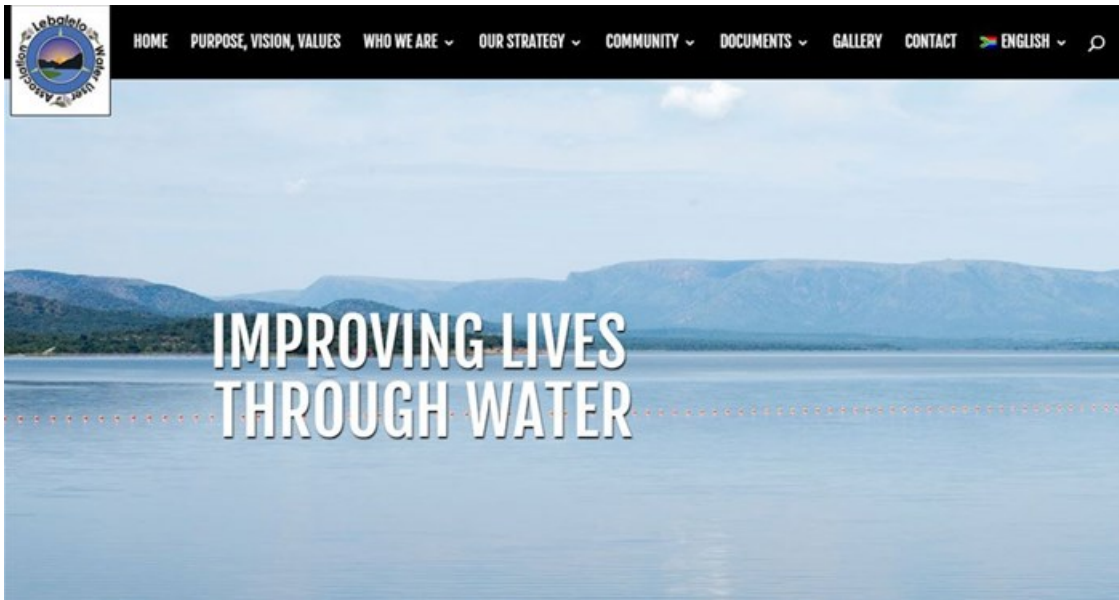 Lebalelo Water User Association
HOME PURPOSE, VISION, VALUES WHO WE ARE OUR STRATEGY COMMUNITY DOCUMENTS GALLERY CONTACT ENGLISH
IMPROVING LIVES
THROUGH WATER